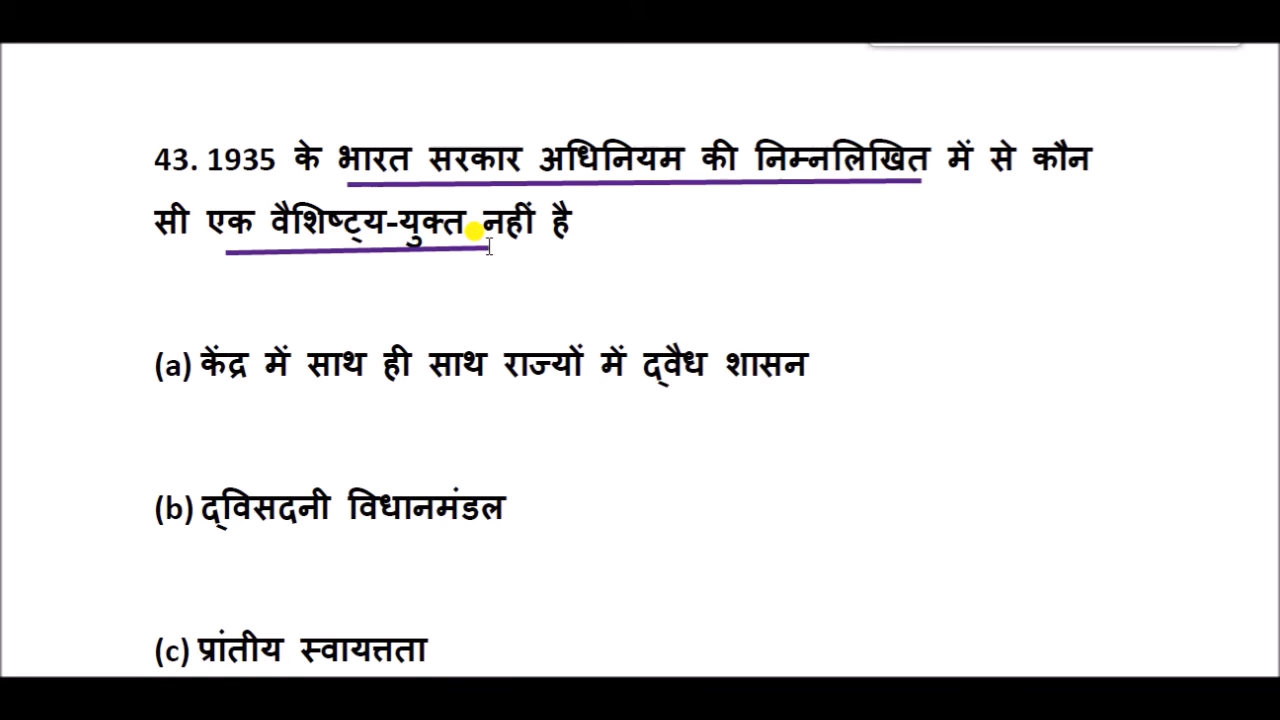 43. 1935 के भारत सरकार अधिनियम की निम्नलिखित में से कौन
सी एक वैशिष्ट्य-युक्त नहीं है
(a) केंद्र में साथ ही साथ राज्यों में द्वैध शासन
(b) द्विसदनी विधानमंडल
(c) प्रांतीय स्वायत्तता